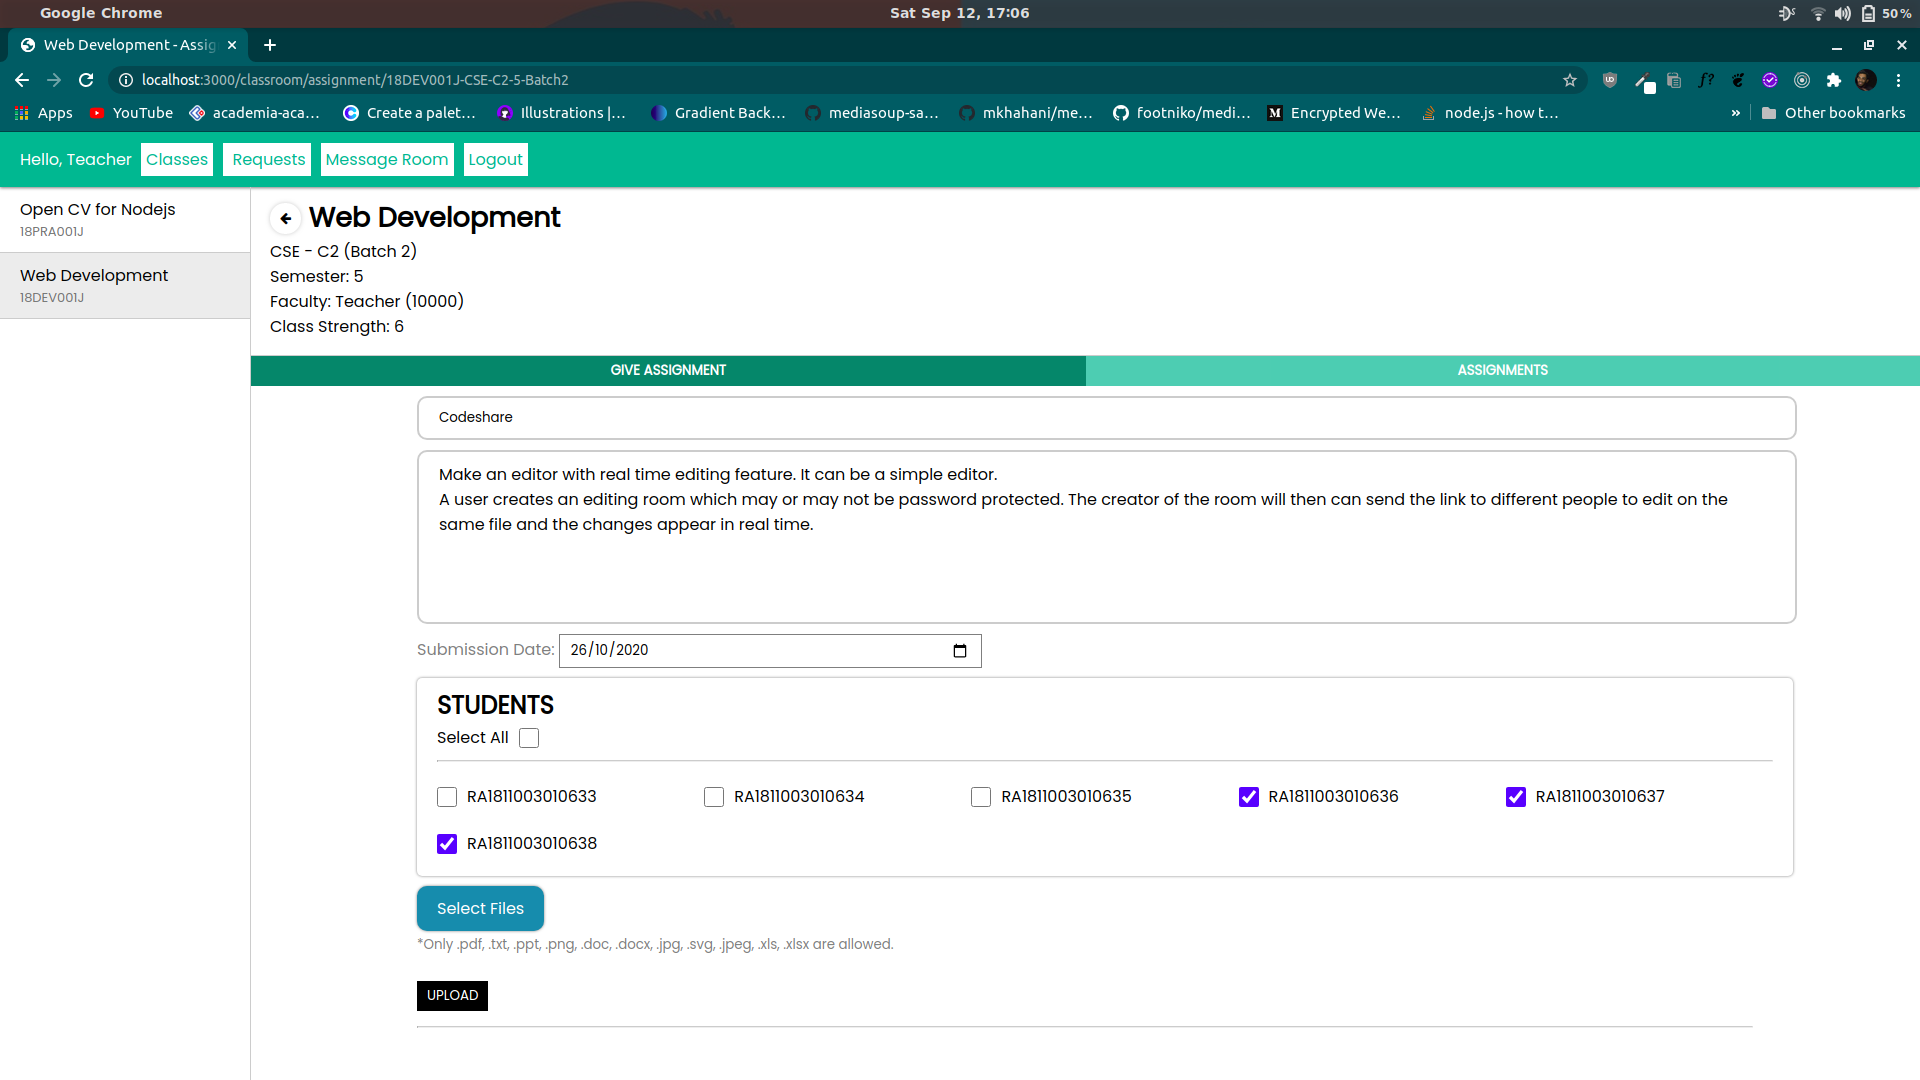 Google Chrome
Sat Sep 12, 17:06
50 %
Web Development - Assig
localhost:3000/classroom/assignment/18DEV001J-CSE-C2-5-Batch2
Apps
YouTube
academia-aca...
Create a palet...
Illustrations |...
Gradient Back...
mediasoup-sa...
mkhahani/me...
footniko/medi...
Encrypted We...
node.js - how t...
»
Other bookmarks
Hello, Teacher
Classes
Requests
Message Room
Logout
Open CV for Nodejs
18PRA001J
Web Development
18DEV001J
Web Development
CSE - C2 (Batch 2)
Semester: 5
Faculty: Teacher (10000)
Class Strength: 6
GIVE ASSIGNMENT
ASSIGNMENTS
Codeshare
Make an editor with real time editing feature. It can be a simple editor.
A user creates an editing room which may or may not be password protected. The creator of the room will then can send the link to different people to edit on the
same file and the changes appear in real time.
Submission Date: 26/10/2020
STUDENTS
Select All
RA1811003010633
RA1811003010634
RA1811003010635
RA1811003010636
RA1811003010637
RA1811003010638
Select Files
*Only .pdf, .txt, .ppt, .png, .doc, .docx, .jpg, .svg, .jpeg, .xls, .xlsx are allowed.
UPLOAD